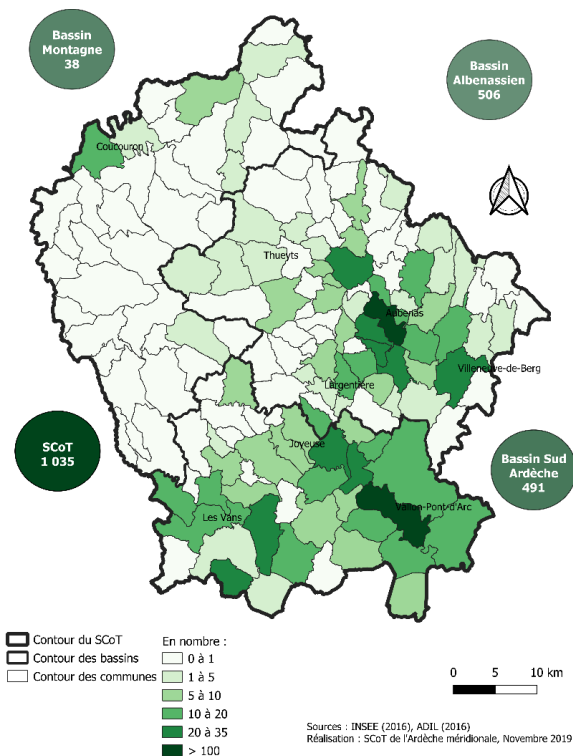 Bassin
Montagne
38
Bassin
Albenassien
506
Coucouron
Thueyts
Aubenas
Villeneuve-de-Berg
Largentière
SCoT
1 035
Joyeuse
Bassin Sud
Ardèche
491
Vallon-Pont-d'Arc
Les Vans
Contour du SCoT
Contour des bassins
Contour des communes
En nombre :
0 à 1
1 à 5
5 à 10
10 à 20
20 à 35
> 100
0 5 10 km
Sources : INSEE (2016), ADIL (2016)
Réalisation : SCoT de l'Ardèche méridionale, Novembre 2019